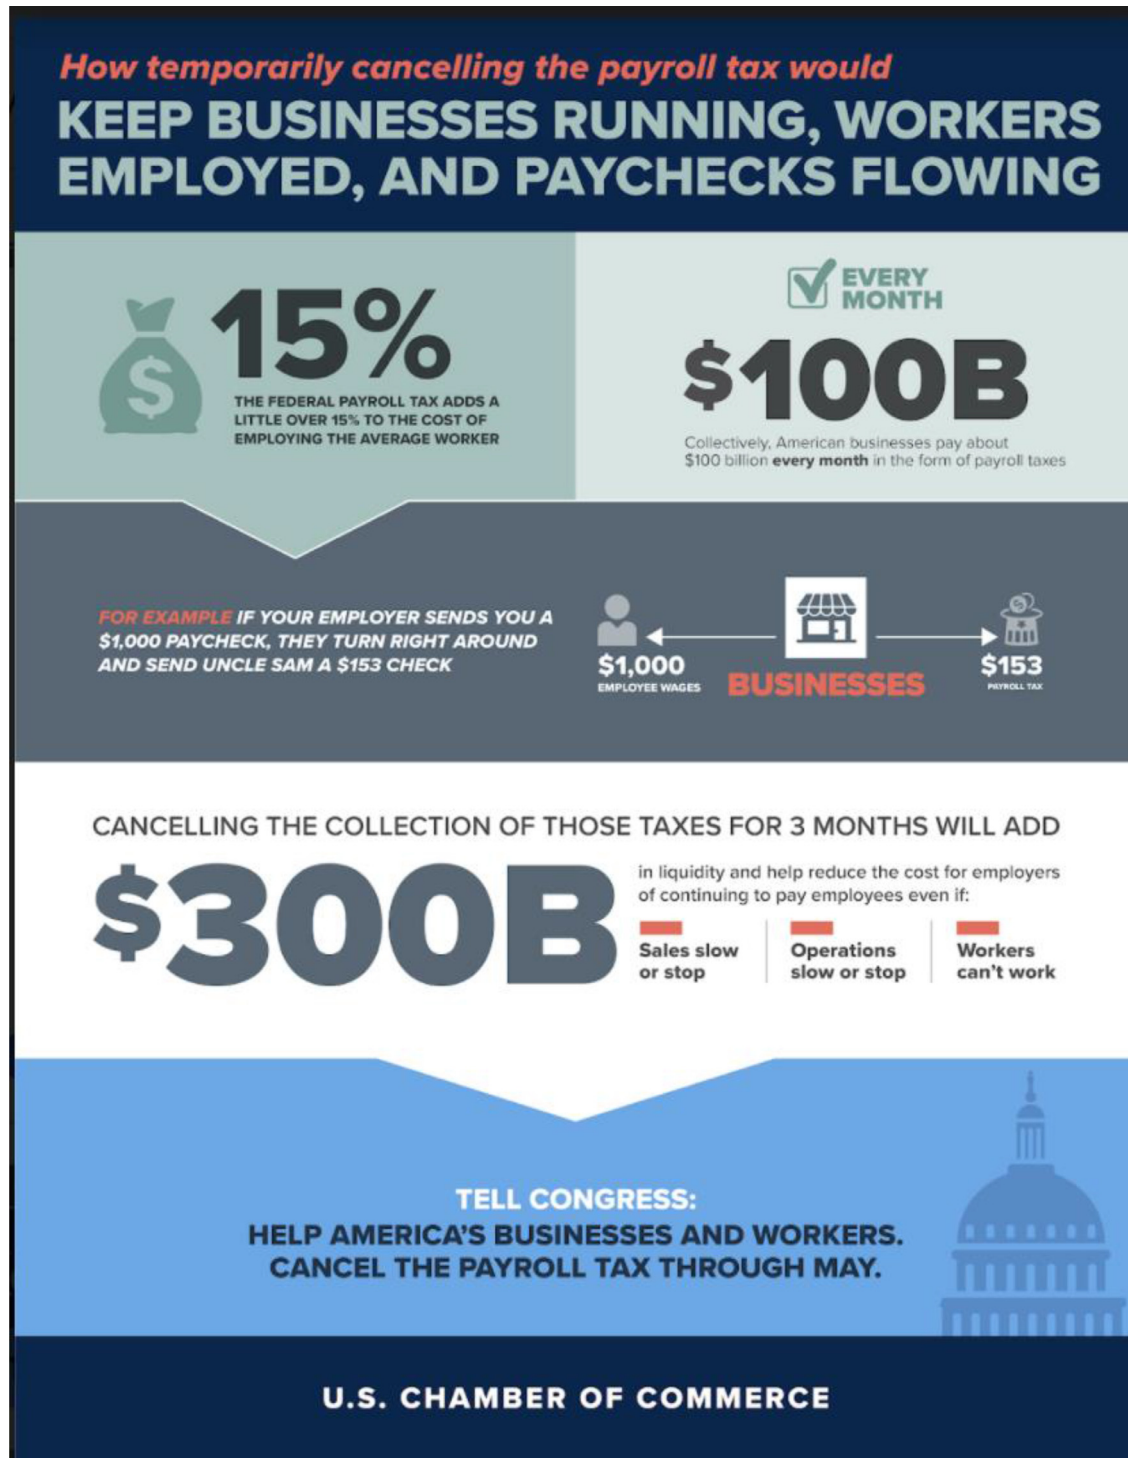 How temporarily cancelling the payroll tax would
KEEP BUSINESSES RUNNING, WORKERS
EMPLOYED, AND PAYCHECKS FLOWING
$
15%
THE FEDERAL PAYROLL TAX ADDS A
LITTLE OVER 15% TO THE COST OF
EMPLOYING THE AVERAGE WORKER
EVERY
MONTH
$100B
Collectively, American businesses pay about
$100 billion every month in the form of payroll taxes
FOR EXAMPLE IF YOUR EMPLOYER SENDS YOU A
$1,000 PAYCHECK, THEY TURN RIGHT AROUND
AND SEND UNCLE SAM A $153 CHECK
$1,000
EMPLOYEE WAGES
BUSINESSES
$153
PAYROLL TAX
CANCELLING THE COLLECTION OF THOSE TAXES FOR 3 MONTHS WILL ADD
$300B
in liquidity and help reduce the cost for employers
of continuing to pay employees even if:
Sales slow
or stop
Operations
slow or stop
Workers
can't work
TELL CONGRESS:
HELP AMERICA'S BUSINESSES AND WORKERS.
CANCEL THE PAYROLL TAX THROUGH MAY.
U.S. CHAMBER OF COMMERCE